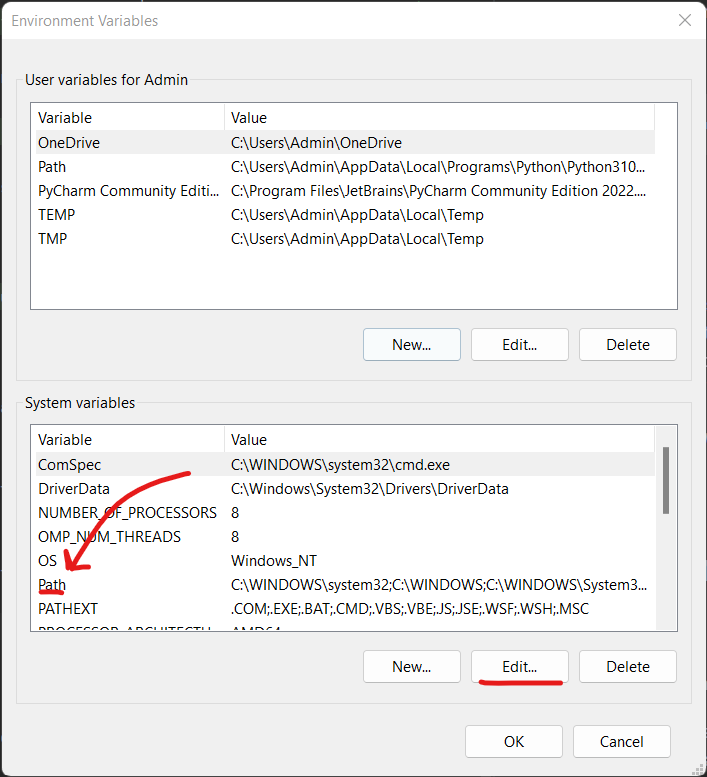 Environment Variables
User variables for Admin
Variable Value
OneDrive C:\Users\Admin\OneDrive
Path C:\Users\Admin\AppData\Local\Programs\Python\Python310...
PyCharm Community Editi... C:\Program Files\JetBrains\PyCharm Community Edition 2022....
TEMP C:\Users\Admin\AppData\Local\Temp
TMP C:\Users\Admin\AppData\Local\Temp
New... Edit... Delete
System variables
Variable Value
ComSpec C:\WINDOWS\system32\cmd.exe
DriverData C:\Windows\System32\Drivers\DriverData
NUMBER_OF_PROCESSORS 8
OMP_NUM_THREADS 8
OS Windows_NT
Path C:\WINDOWS\system32;C:\WINDOWS;C:\WINDOWS\System3...
PATHEXT .COM;.EXE;.BAT;.CMD;.VBS;.VBE;.JS;.JSE;.WSF;.WSH;.MSC
PROCESSOR_ARCHITECTU AMD64
New... Edit... Delete
OK Cancel